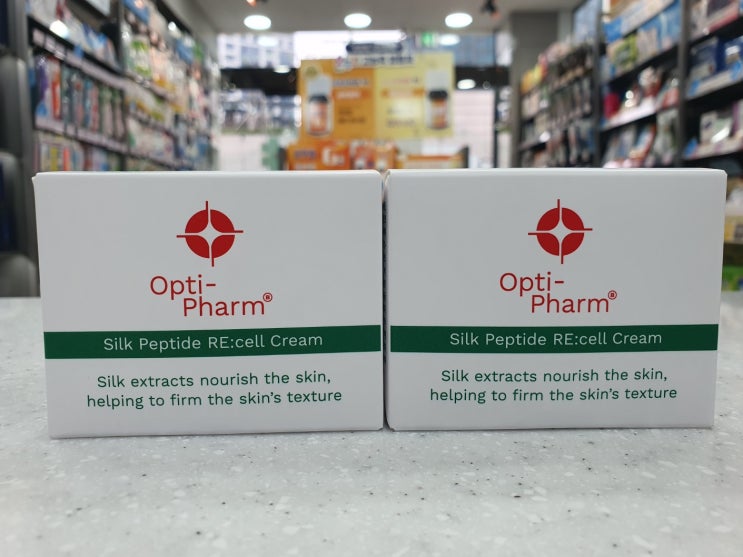 Opti-
Pharm®
Silk Peptide RE:cell Cream
Silk extracts nourish the skin,
helping to firm the skin's texture
Opti-
Pharm®
Silk Peptide RE:cell Cream
Silk extracts nourish the skin,
helping to firm the skin's texture